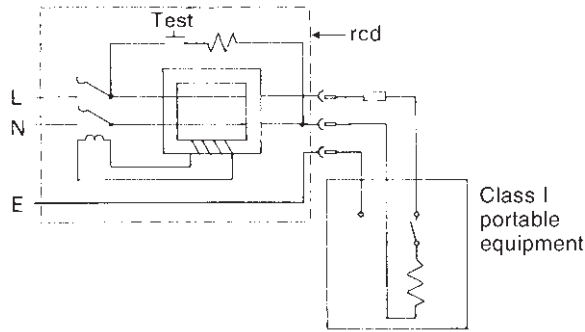 Test
rcd
L
N
E
Class I
portable
equipment